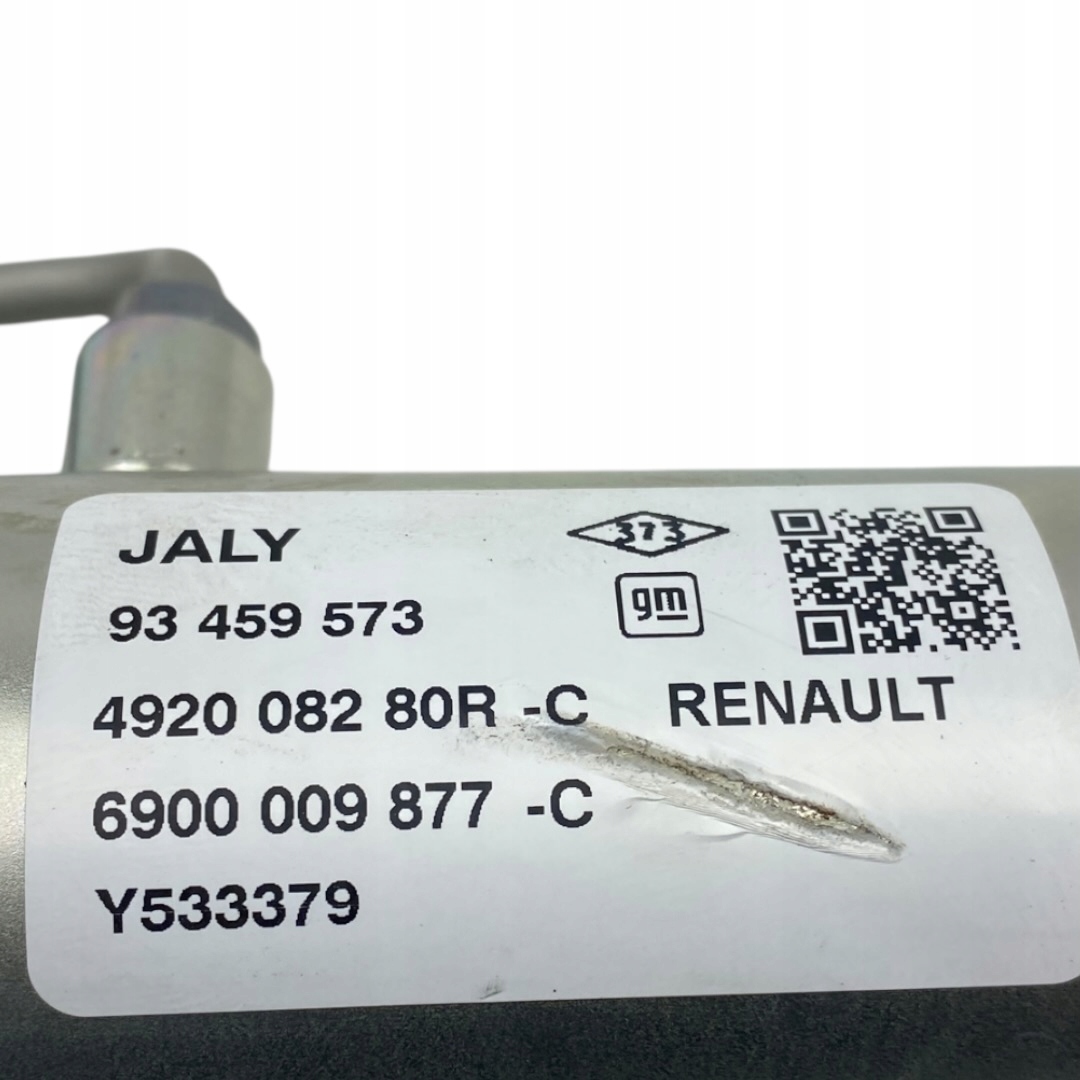 JALY
373
93 459 573
gm
4920 082 80R -C RENAULT
6900 009 877 -C
Y533379